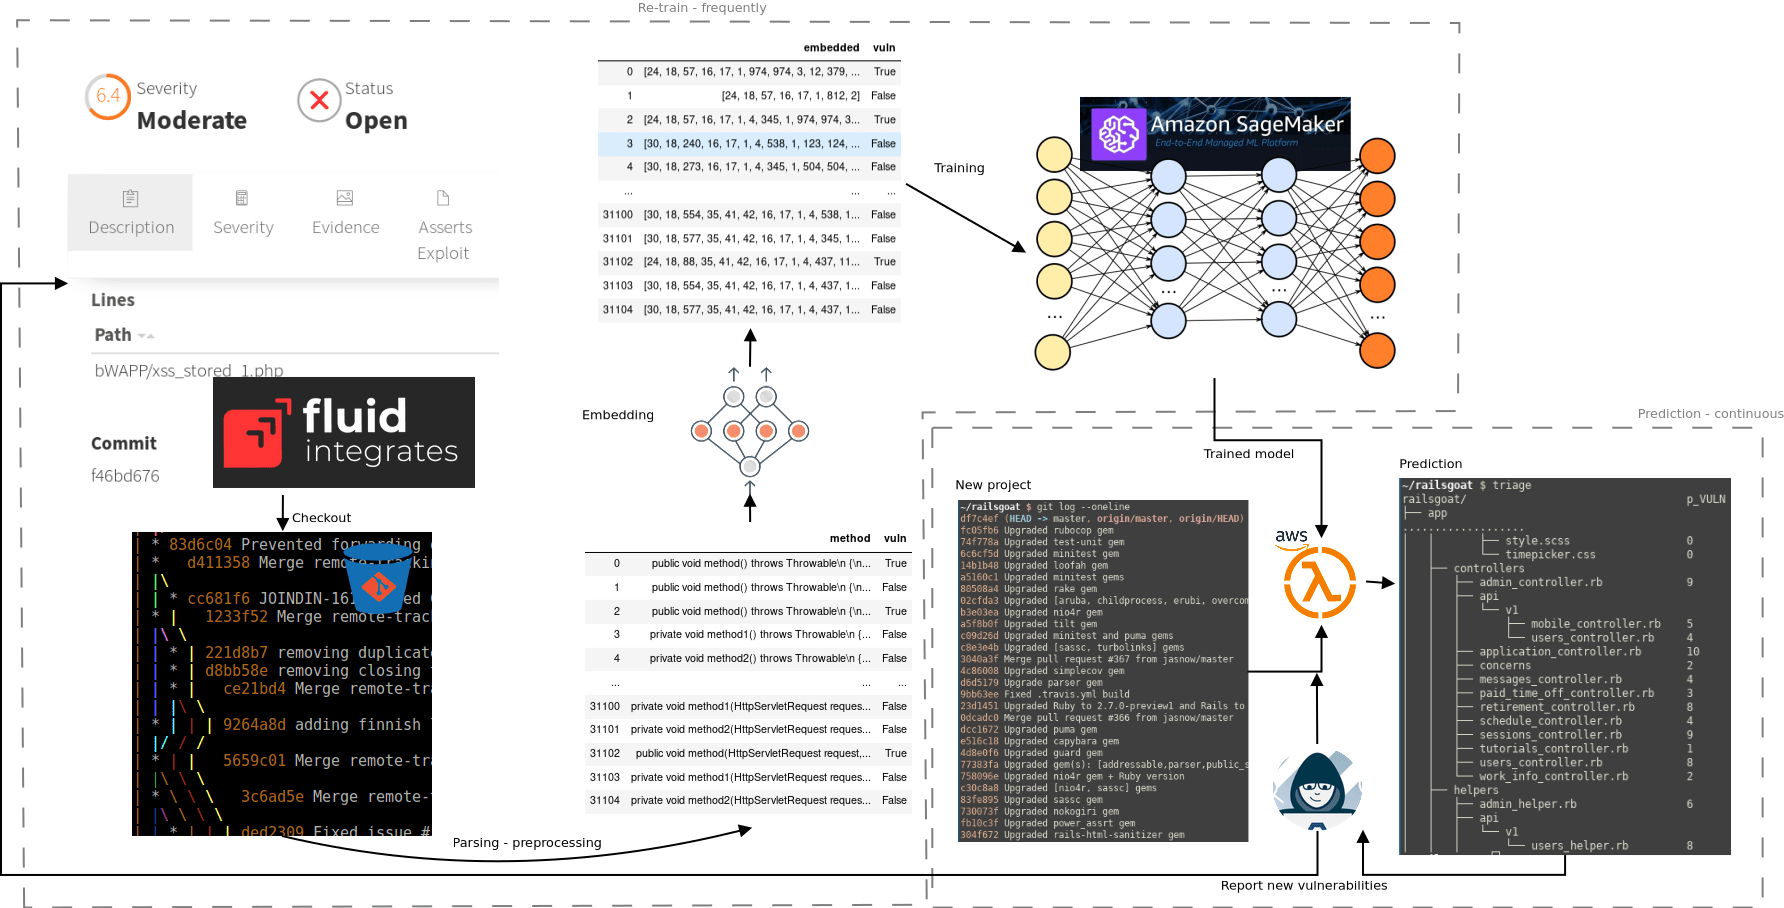 Re-train - frequently
6.4
Severity
Moderate
Status
Open
Description
Severity
Evidence
Asserts
Exploit
Lines
Path
bWAPP/xss_stored_1.php
fluid
integrates
Commit
f46bd676
Checkout
* 83d6c04 Prevented forwarding
* d411358 Merge remote-tracki
|\
| * cc681f6 JOINDIN-161
* | 1233f52 Merge remote-trac
|\ \
| * | 221d8b7 removing duplicat
| * | d8bb58e removing closing
* | ce21bd4 Merge remote-tr
|\ \
* | | 9264a8d adding finnish
|/ / /
* | | 5659c01 Merge remote-tr
|\ \ \
* \ \ \ 3c6ad5e Merge remote-
|\ \ \ \
* | | | ded2309 Fixed issue #
Parsing - preprocessing
method vuln
0 public void method() throws Throwable\n {\n... True
1 public void method() throws Throwable\n {\n... False
2 public void method() throws Throwable\n {\n... True
3 private void method1() throws Throwable\n {... False
4 private void method2() throws Throwable\n {... False
... ... ...
31100 private void method1(HttpServletRequest reques... False
31101 private void method2(HttpServletRequest reques... False
31102 public void method(HttpServletRequest request,... True
31103 private void method1(HttpServletRequest reques... False
31104 private void method2(HttpServletRequest reques... False
Embedding
embedded vuln
0 [24, 18, 57, 16, 17, 1, 974, 974, 3, 12, 379, ... True
1 [24, 18, 57, 16, 17, 1, 812, 2] False
2 [24, 18, 57, 16, 17, 1, 4, 345, 1, 974, 974, 3... True
3 [30, 18, 240, 16, 17, 1, 4, 538, 1, 123, 124, ... False
4 [30, 18, 273, 16, 17, 1, 4, 345, 1, 504, 504, ... False
... ... ...
31100 [30, 18, 554, 35, 41, 42, 16, 17, 1, 4, 538, 1... False
31101 [30, 18, 577, 35, 41, 42, 16, 17, 1, 4, 345, 1... False
31102 [24, 18, 88, 35, 41, 42, 16, 17, 1, 4, 437, 11... True
31103 [30, 18, 554, 35, 41, 42, 16, 17, 1, 4, 437, 1... False
31104 [30, 18, 577, 35, 41, 42, 16, 17, 1, 4, 437, 1... False
Training
Amazon SageMaker
End-to-End Managed ML Platform
...
...
...
...
Trained model
Prediction - continuous
New project
~/railsgoat $ git log --oneline
df7c4ef (HEAD -> master, origin/master, origin/HEAD)
fc05fb6 Upgraded rubocop gem
74f778a Upgraded test-unit gem
6c6cf5d Upgraded minitest gem
14b1b48 Upgraded loofah gem
a5160c1 Upgraded minitest gems
80508a4 Upgraded rake gem
02cfda3 Upgraded [aruba, childprocess, erubi, overcom
b3e03ea Upgraded nio4r gem
a5f8b0f Upgraded tilt gem
c09d26d Upgraded minitest and puma gems
c8e3e4b Upgraded [sassc, turbolinks] gems
3040a3f Merge pull request #367 from jasnow/master
4c86008 Upgraded simplecov gem
d6d5179 Upgrade parser gem
9bb63ee Fixed .travis.yml build
23d1451 Upgraded Ruby to 2.7.0-preview1 and Rails to
0dcadc0 Merge pull request #366 from jasnow/master
dcc1672 Upgraded puma gem
e516c18 Upgraded capybara gem
4d8e0f6 Upgraded guard gem
77383fa Upgraded gem(s): [addressable,parser,public_s
758096e Upgraded nio4r gem + Ruby version
c30c8a8 Upgraded [nio4r, sassc] gems
83fe895 Upgraded sassc gem
730073f Upgraded nokogiri gem
fb10c3f Upgraded power_assrt gem
304f672 Upgraded rails-html-sanitizer gem
aws
Prediction
~/railsgoat $ triage
railsgoat/ p_VULN
app
...................
style.scss 0
timepicker.css 0
controllers
admin_controller.rb 9
api
v1
mobile_controller.rb 5
users_controller.rb 4
application_controller.rb 10
concerns 2
messages_controller.rb 4
paid_time_off_controller.rb 3
retirement_controller.rb 8
schedule_controller.rb 4
sessions_controller.rb 9
tutorials_controller.rb 1
users_controller.rb 8
work_info_controller.rb 2
helpers
admin_helper.rb 6
api
v1
users_helper.rb 8
Report new vulnerabilities